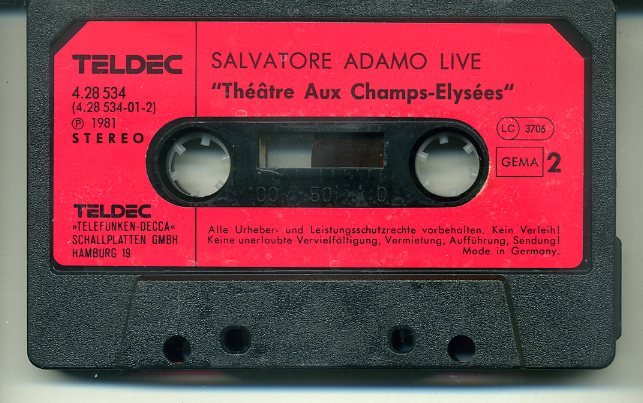 TELDEC
SALVATORE ADAMO LIVE
"Théâtre Aux Champs-Elysées"
4.28 534
(4.28 534-01-2)
℗ 1981
STEREO
LC 3706
GEMA 2
100 50 0
TELDEC
»TELEFUNKEN-DECCA«
SCHALLPLATTEN GMBH
HAMBURG 19
Alle Urheber- und Leistungsschutzrechte vorbehalten. Kein Verleih!
Keine unerlaubte Vervielfältigung, Vermietung, Aufführung, Sendung!
Made in Germany.